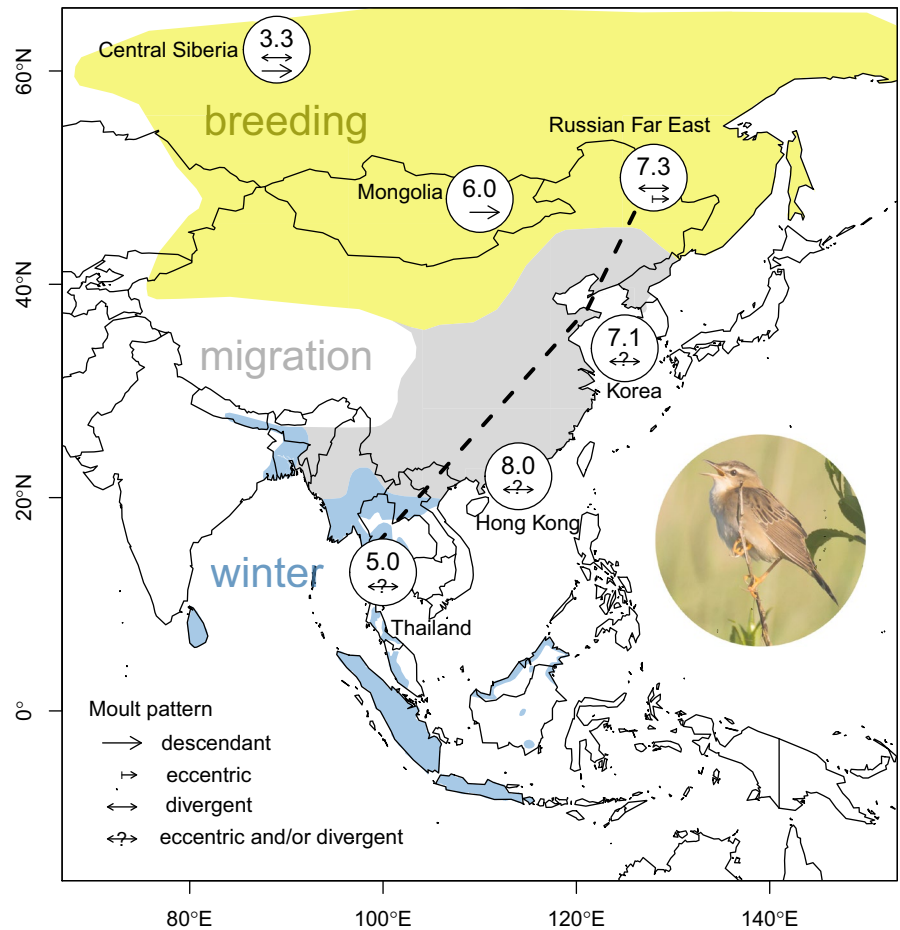 60°N
40°N
20°N
0°
80°E
100°E
120°E
140°E
Central Siberia
3.3
breeding
Russian Far East
7.3
Mongolia
6.0
migration
7.1
?
Korea
8.0
?
Hong Kong
winter
5.0
?
Thailand
Moult pattern
descendant
eccentric
divergent
? eccentric and/or divergent